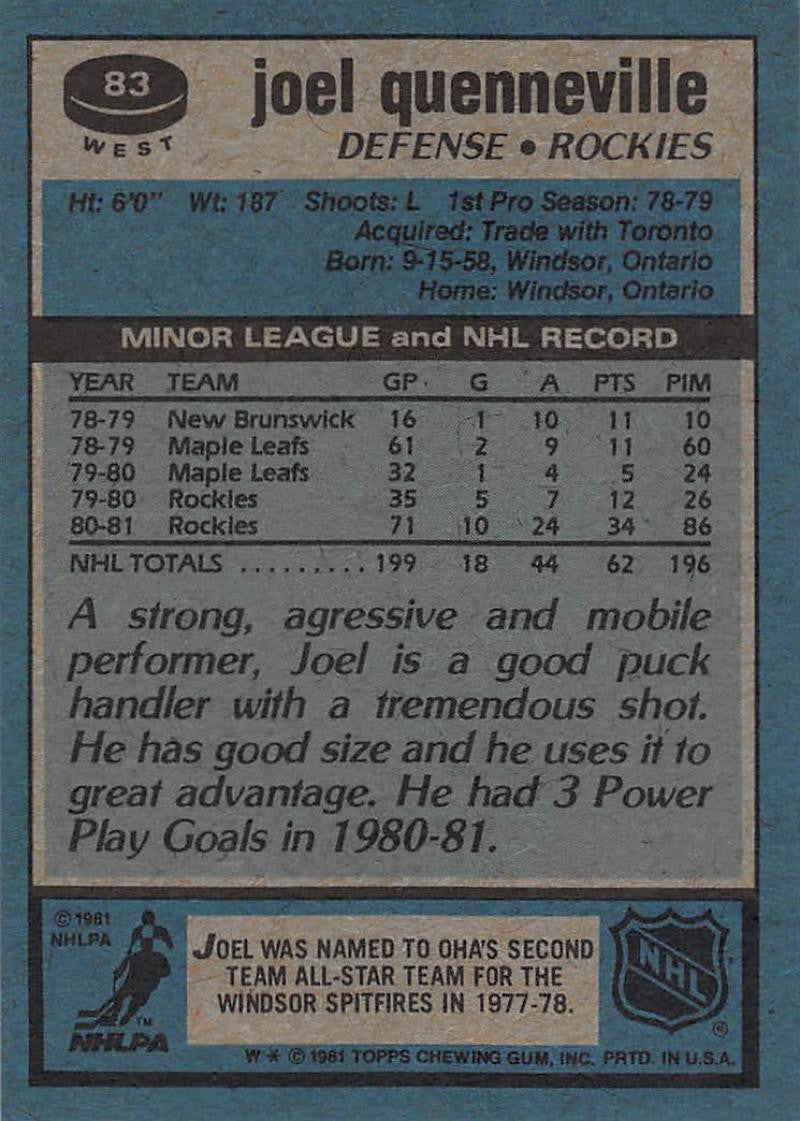 83
WEST
joel quenneville
DEFENSE • ROCKIES
Ht: 6'0" Wt: 187 Shoots: L 1st Pro Season: 78-79
Acquired: Trade with Toronto
Born: 9-15-58, Windsor, Ontario
Home: Windsor, Ontario
MINOR LEAGUE and NHL RECORD
YEAR TEAM GP G A PTS PIM
78-79 New Brunswick 16 1 10 11 10
78-79 Maple Leafs 61 2 9 11 60
79-80 Maple Leafs 32 1 4 5 24
79-80 Rockies 35 5 7 12 26
80-81 Rockies 71 10 24 34 86
NHL TOTALS ......... 199 18 44 62 196
A strong, agressive and mobile
performer, Joel is a good puck
handler with a tremendous shot.
He has good size and he uses it to
great advantage. He had 3 Power
Play Goals in 1980-81.
© 1981
NHLPA
TM
NHLPA
JOEL WAS NAMED TO OHA'S SECOND
TEAM ALL-STAR TEAM FOR THE
WINDSOR SPITFIRES IN 1977-78.
NHL
®
W * © 1981 TOPPS CHEWING GUM, INC. PRTD. IN U.S.A.